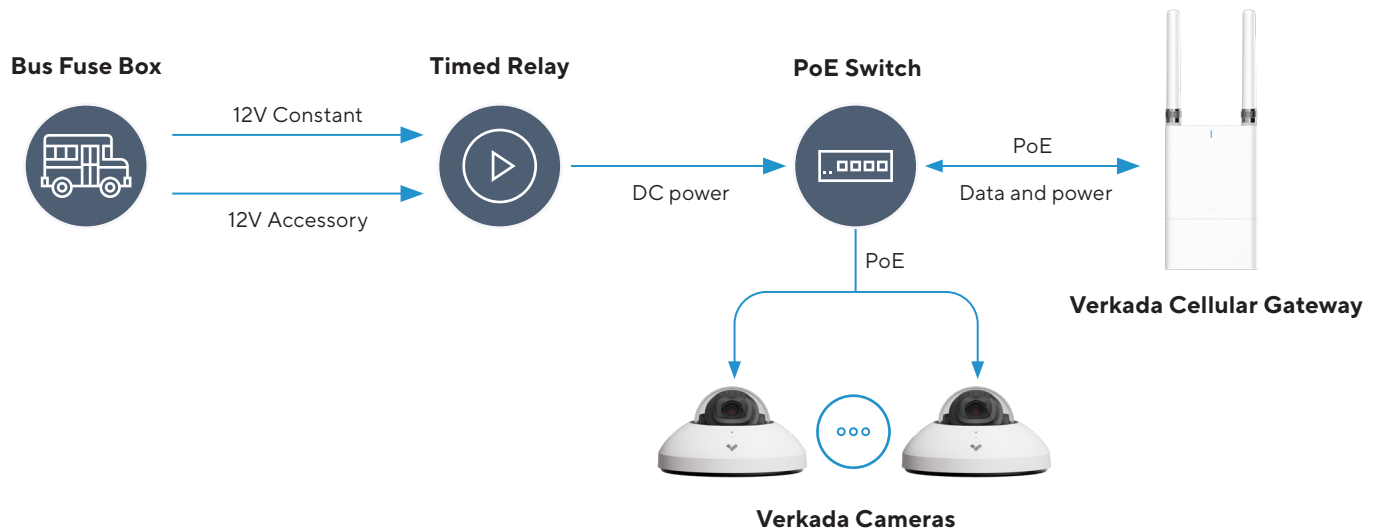 Bus Fuse Box
Timed Relay
PoE Switch
12V Constant
12V Accessory
DC power
PoE
Data and power
PoE
Verkada Cellular Gateway
Verkada Cameras